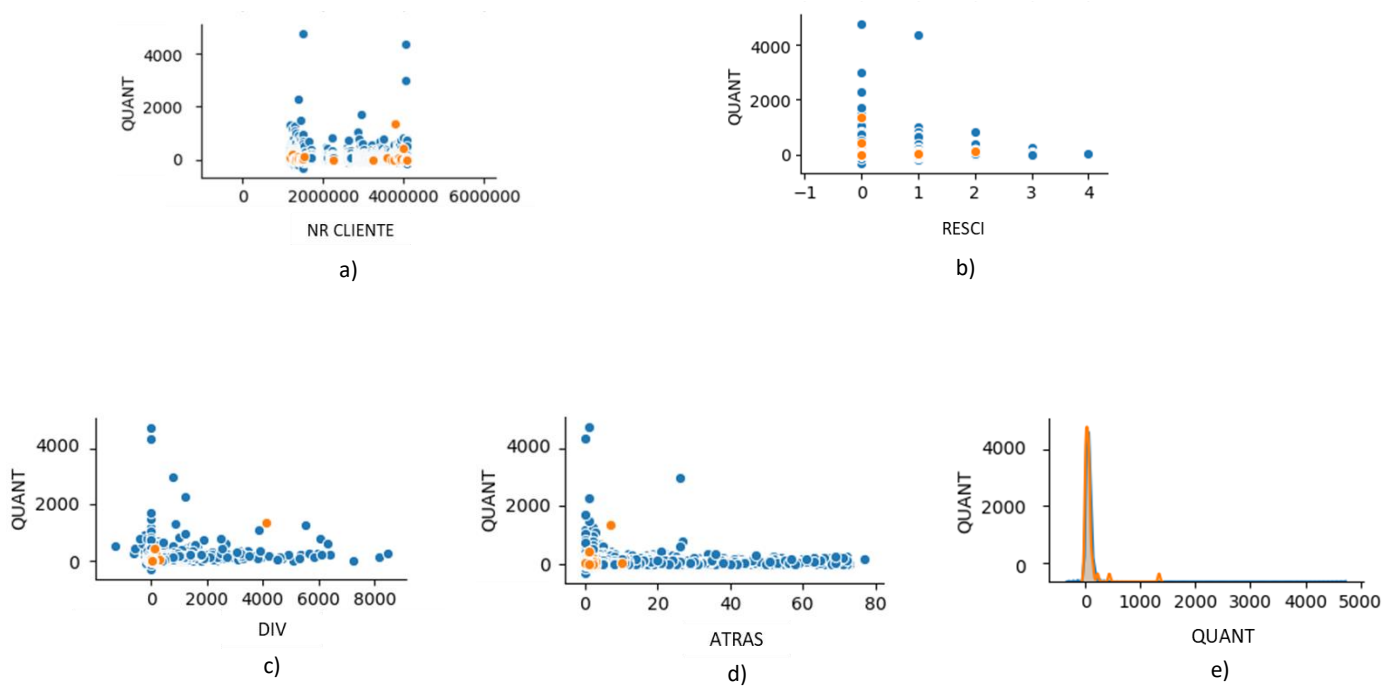 4000
2000
0
QUANT
0 2000000 4000000 6000000
NR CLIENTE
a)
4000
2000
0
QUANT
−1 0 1 2 3 4
RESCI
b)
4000
2000
0
QUANT
0 2000 4000 6000 8000
DIV
c)
4000
2000
0
QUANT
0 20 40 60 80
ATRAS
d)
4000
2000
0
QUANT
0 1000 2000 3000 4000 5000
QUANT
e)